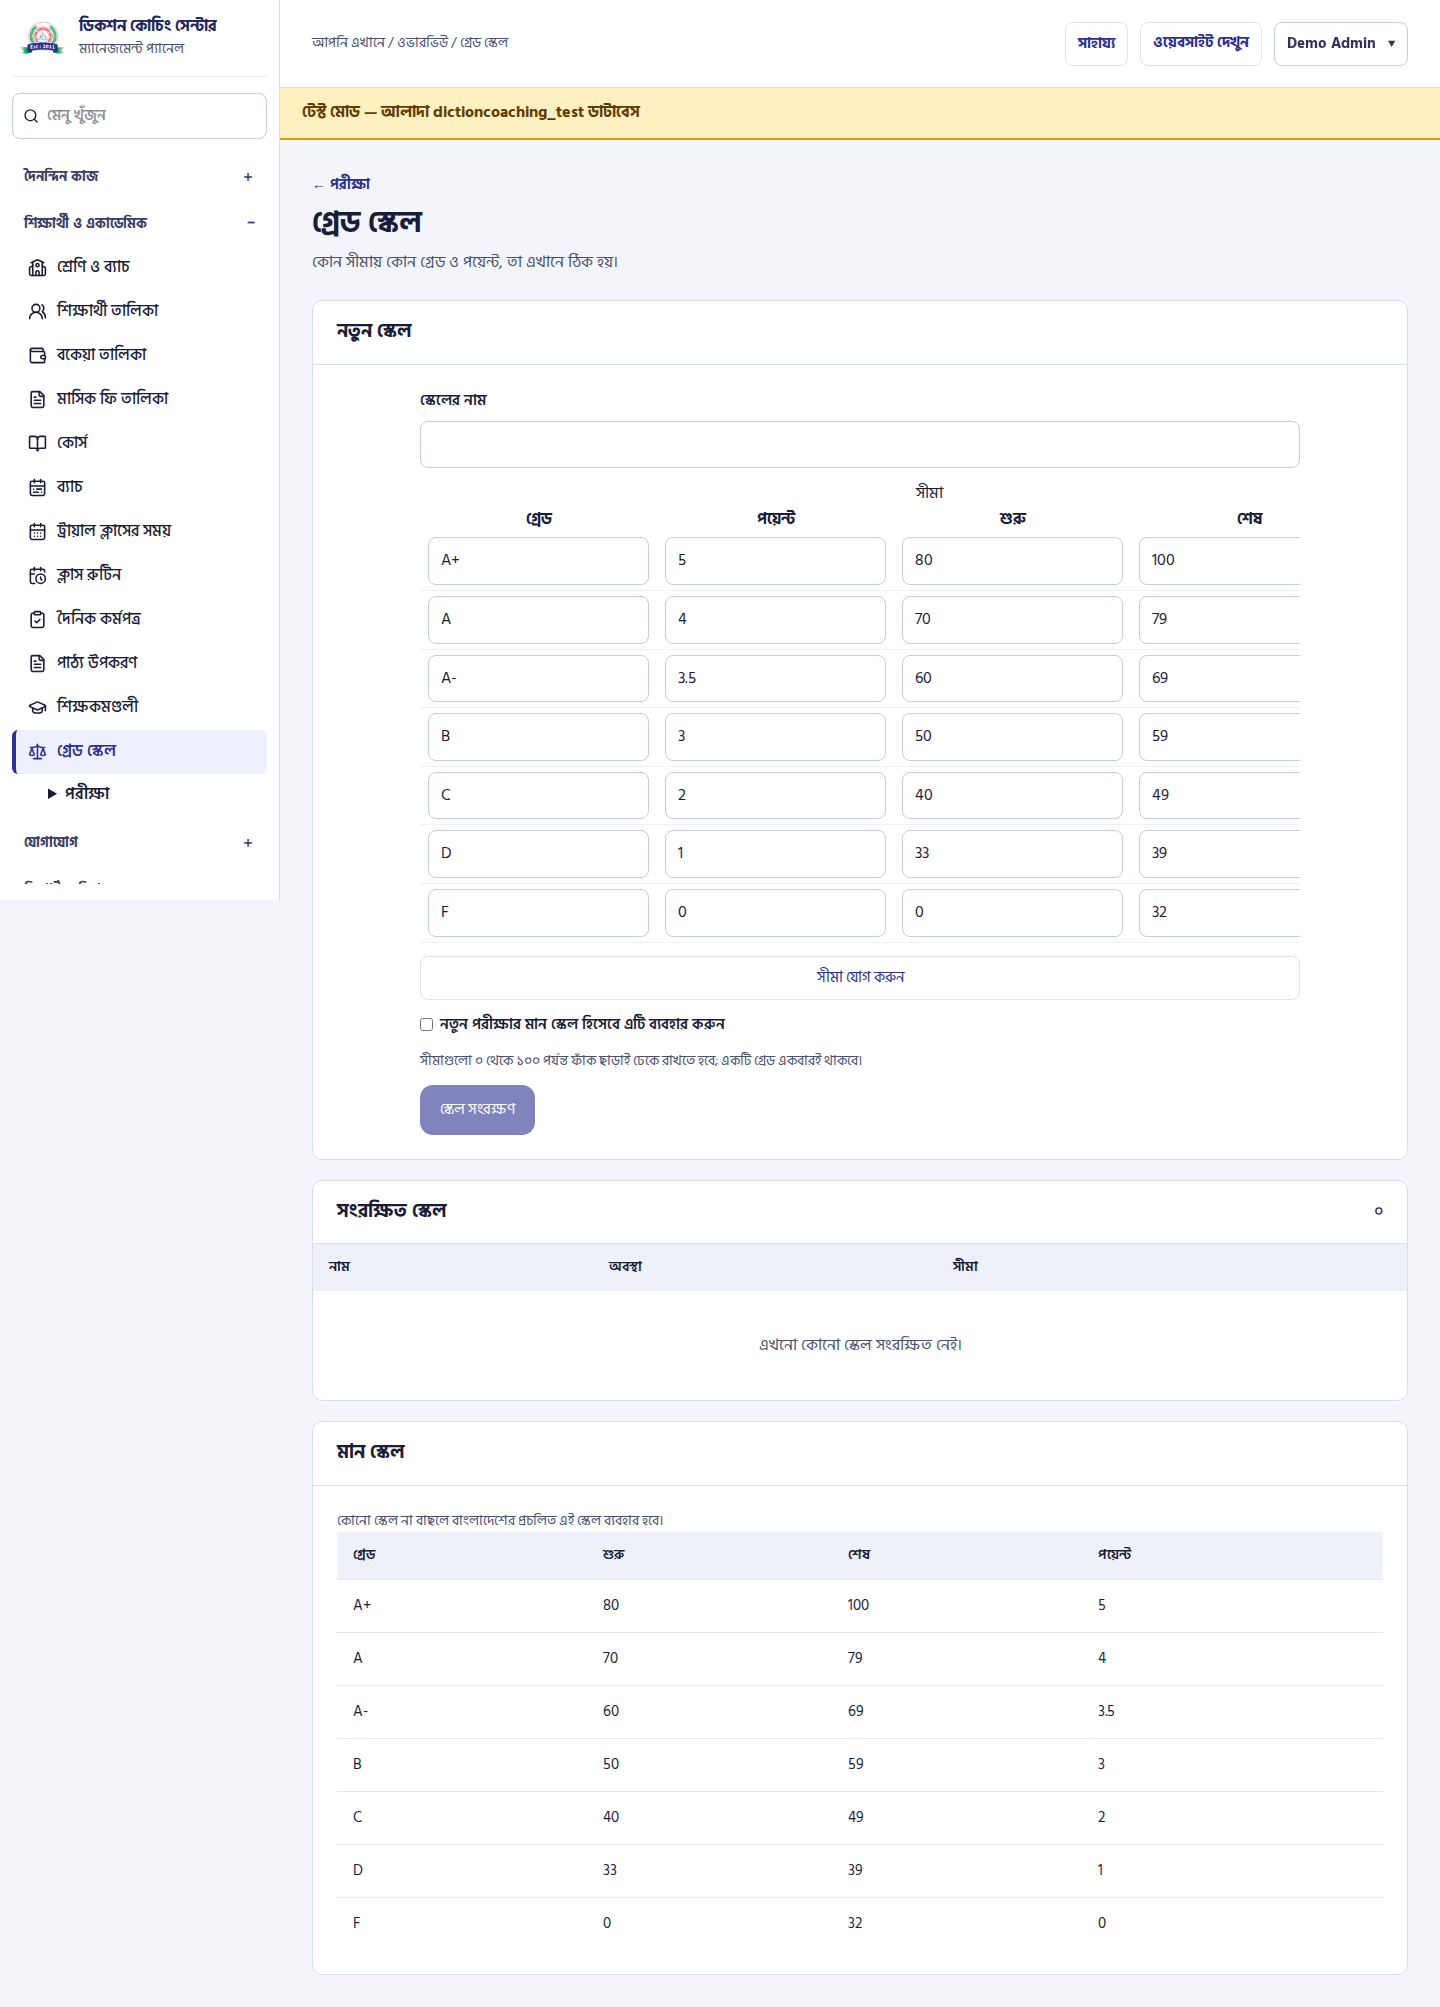 ডিকশন কোচিং সেন্টার
ম্যানেজমেন্ট প্যানেল
Est : 2011
মেনু খুঁজুন
দৈনন্দিন কাজ +
শিক্ষার্থী ও একাডেমিক −
শ্রেণি ও ব্যাচ
শিক্ষার্থী তালিকা
বকেয়া তালিকা
মাসিক ফি তালিকা
কোর্স
ব্যাচ
ট্রায়াল ক্লাসের সময়
ক্লাস রুটিন
দৈনিক কর্মপত্র
পাঠ্য উপকরণ
শিক্ষকমণ্ডলী
গ্রেড স্কেল
▶ পরীক্ষা
যোগাযোগ +
আপনি এখানে / ওভারভিউ / গ্রেড স্কেল
সাহায্য
ওয়েবসাইট দেখুন
Demo Admin ▼
টেস্ট মোড — আলাদা dictioncoaching_test ডাটাবেস
← পরীক্ষা
গ্রেড স্কেল
কোন সীমায় কোন গ্রেড ও পয়েন্ট, তা এখানে ঠিক হয়।
নতুন স্কেল
স্কেলের নাম
সীমা
গ্রেড পয়েন্ট শুরু শেষ
A+ 5 80 100
A 4 70 79
A- 3.5 60 69
B 3 50 59
C 2 40 49
D 1 33 39
F 0 0 32
সীমা যোগ করুন
নতুন পরীক্ষার মান স্কেল হিসেবে এটি ব্যবহার করুন
সীমাগুলো ০ থেকে ১০০ পর্যন্ত ফাঁক ছাড়াই ঢেকে রাখতে হবে; একটি গ্রেড একবারই থাকবে।
স্কেল সংরক্ষণ
সংরক্ষিত স্কেল ০
নাম অবস্থা সীমা
এখনো কোনো স্কেল সংরক্ষিত নেই।
মান স্কেল
কোনো স্কেল না বাছলে বাংলাদেশের প্রচলিত এই স্কেল ব্যবহার হবে।
গ্রেড শুরু শেষ পয়েন্ট
A+ 80 100 5
A 70 79 4
A- 60 69 3.5
B 50 59 3
C 40 49 2
D 33 39 1
F 0 32 0